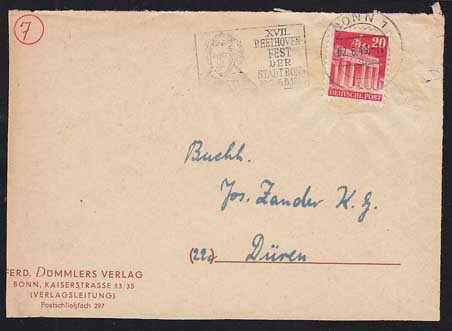 7
XVII.
BEETHOVEN
FEST
DER
STADT BONN
BONN 1
20
DEUTSCHE POST
Buchh.
Jos. Zander K. G.
(22c) Düren
FERD. DÜMMLERS VERLAG
BONN, KAISERSTRASSE 33/35
(VERLAGSLEITUNG)
Postschließfach 297